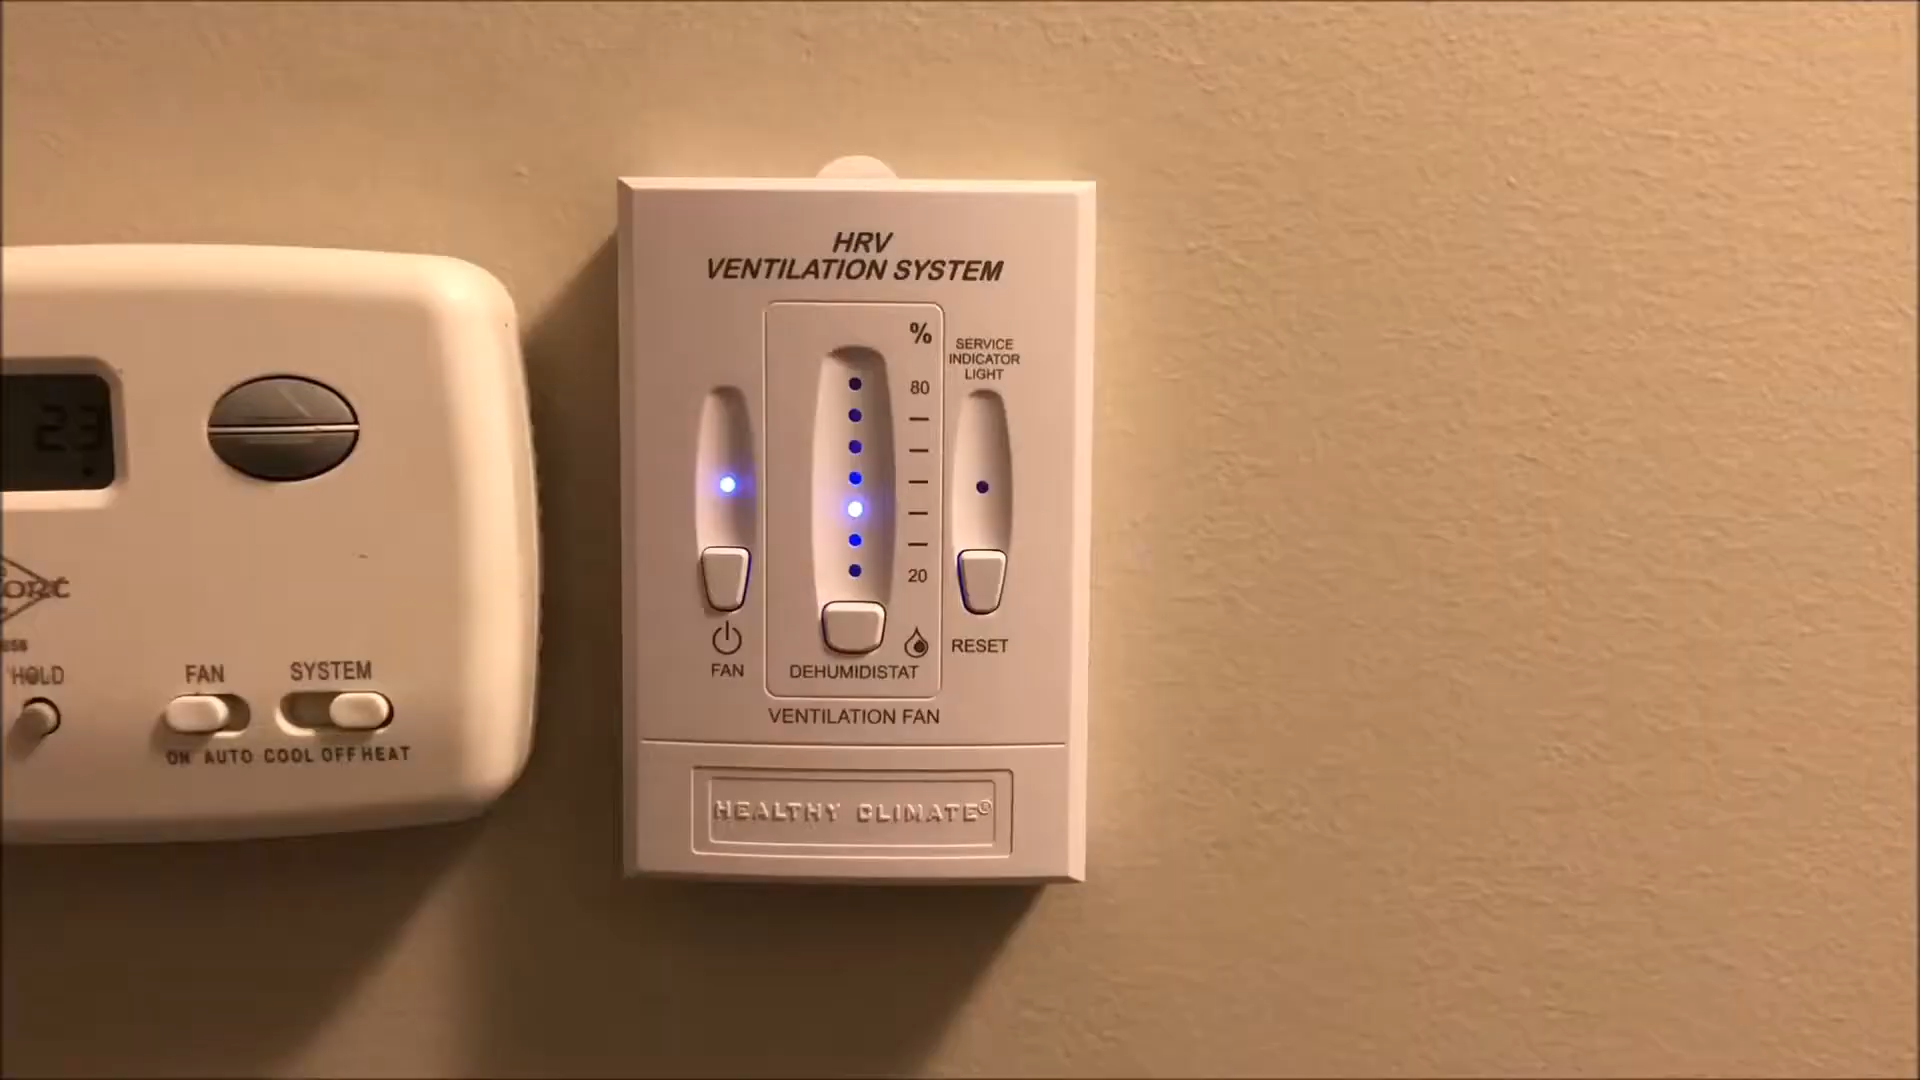 23
HOLD
FAN
SYSTEM
ON AUTO COOL OFF HEAT
HRV
VENTILATION SYSTEM
%
80
20
SERVICE
INDICATOR
LIGHT
FAN
DEHUMIDISTAT
RESET
VENTILATION FAN
HEALTHY CLIMATE®